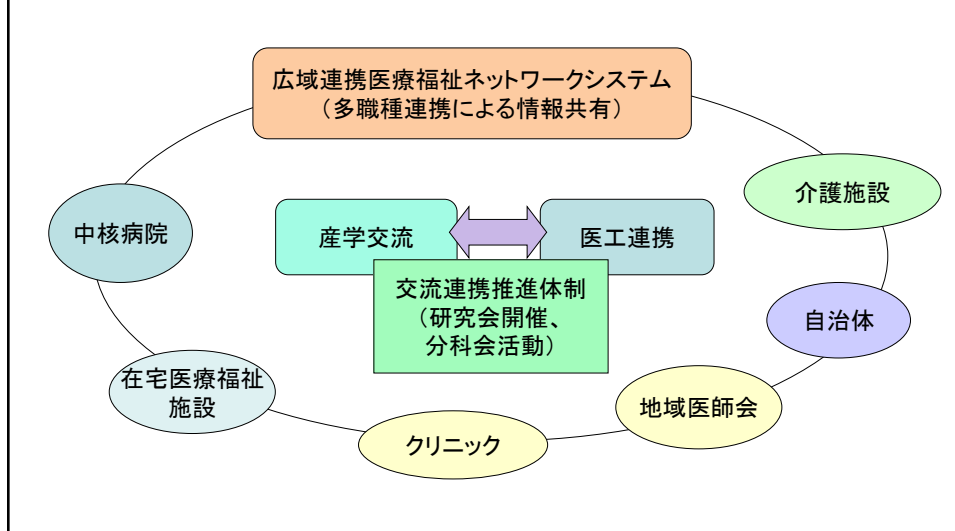 広域連携医療福祉ネットワークシステム
（多職種連携による情報共有）
介護施設
中核病院
産学交流
医工連携
交流連携推進体制
（研究会開催、
分科会活動）
自治体
在宅医療福祉
施設
地域医師会
クリニック